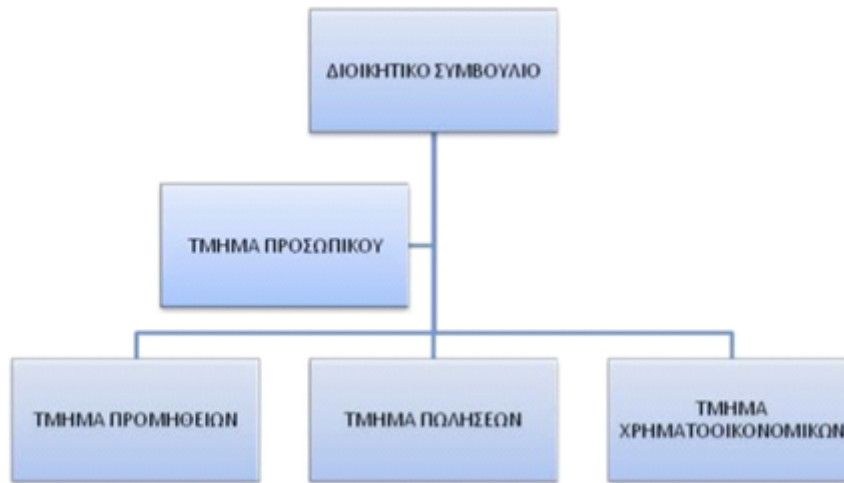 ΔΙΟΙΚΗΤΙΚΟ ΣΥΜΒΟΥΛΙΟ
ΤΜΗΜΑ ΠΡΟΣΩΠΙΚΟΥ
ΤΜΗΜΑ ΠΡΟΜΗΘΕΙΩΝ
ΤΜΗΜΑ ΠΩΛΗΣΕΩΝ
ΤΜΗΜΑ
ΧΡΗΜΑΤΟΟΙΚΟΝΟΜΙΚΩΝ